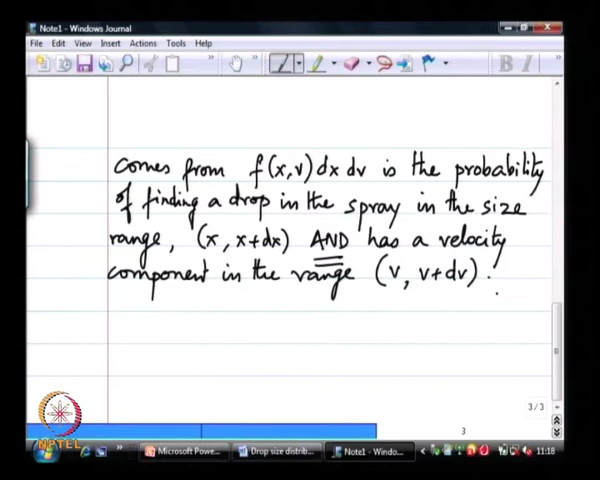 Note1 - Windows Journal
File Edit View Insert Actions Tools Help
B I
comes from f(x,v) dx dv is the probability
of finding a drop in the spray in the size
range, (x, x+dx) AND has a velocity
component in the range (v, v+dv).
3/3
3
NPTEL
Microsoft Powe...
Drop size distrib...
Note1 - Windo...
11:18